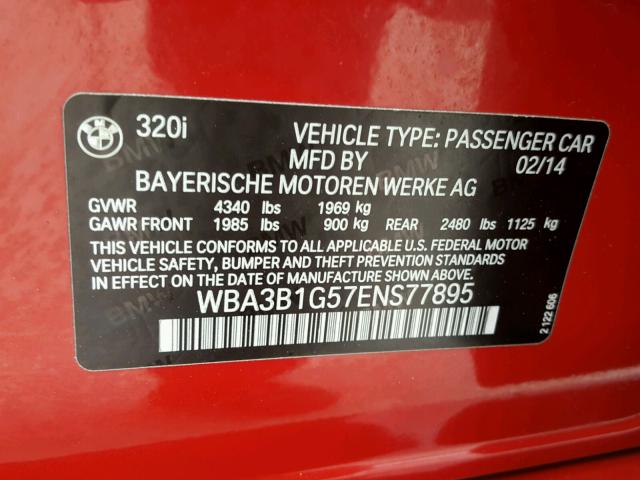 BMW 320i VEHICLE TYPE: PASSENGER CAR
MFD BY 02/14
BAYERISCHE MOTOREN WERKE AG
GVWR 4340 lbs 1969 kg
GAWR FRONT 1985 lbs 900 kg REAR 2480 lbs 1125 kg
THIS VEHICLE CONFORMS TO ALL APPLICABLE U.S. FEDERAL MOTOR
VEHICLE SAFETY, BUMPER AND THEFT PREVENTION STANDARDS
IN EFFECT ON THE DATE OF MANUFACTURE SHOWN ABOVE.
WBA3B1G57ENS77895
2 122 606